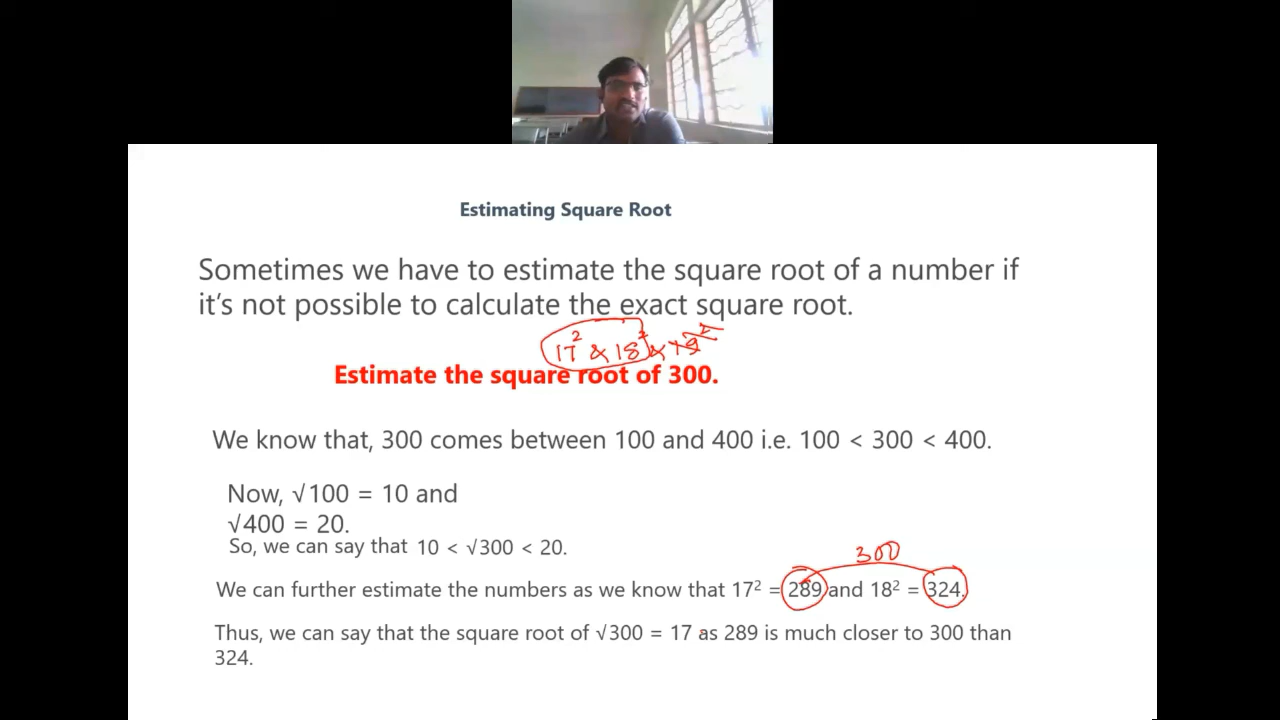 Estimating Square Root
Sometimes we have to estimate the square root of a number if
it's not possible to calculate the exact square root.
17² & 18² & 19²
Estimate the square root of 300.
We know that, 300 comes between 100 and 400 i.e. 100 < 300 < 400.
Now, √100 = 10 and
√400 = 20.
So, we can say that 10 < √300 < 20.
300
We can further estimate the numbers as we know that 17² = 289 and 18² = 324.
Thus, we can say that the square root of √300 = 17 as 289 is much closer to 300 than
324.